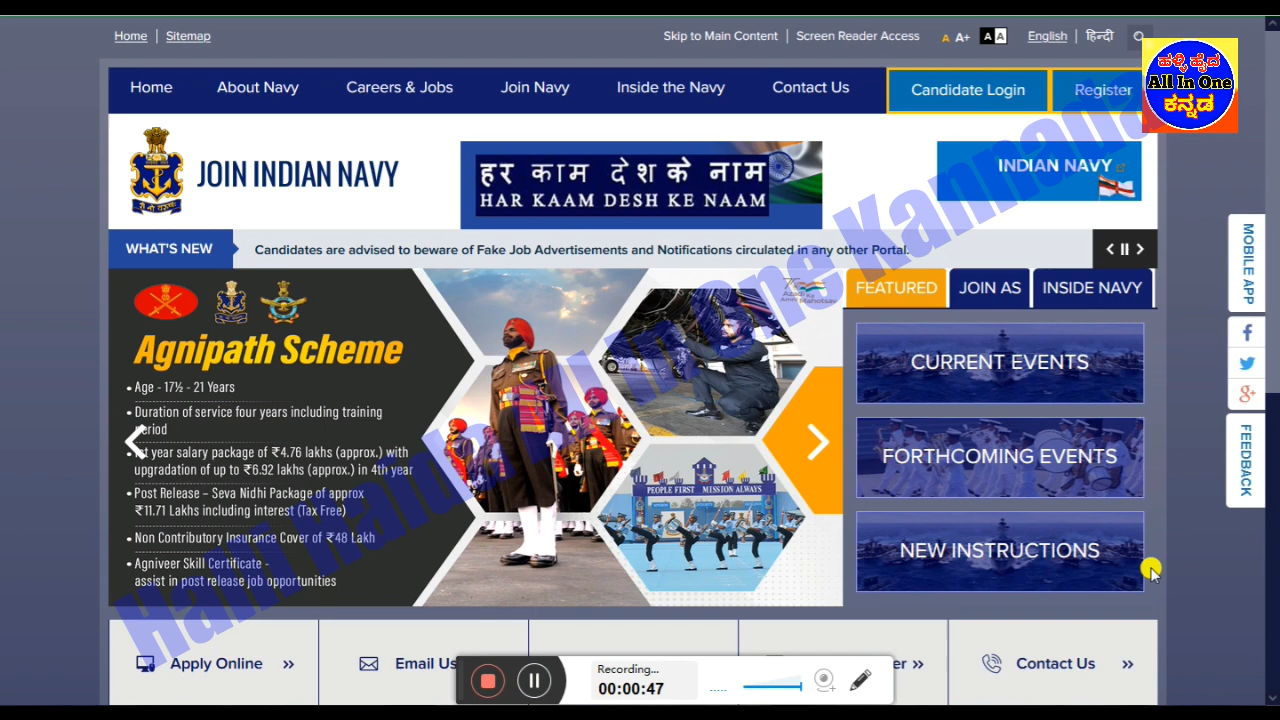 Home | Sitemap
Skip to Main Content | Screen Reader Access A A+ A A English | हिन्दी
ಹಳ್ಳಿ ಹೈದ
All In One
ಕನ್ನಡ
Home About Navy Careers & Jobs Join Navy Inside the Navy Contact Us Candidate Login Register
JOIN INDIAN NAVY
हर काम देश के नाम
HAR KAAM DESH KE NAAM
INDIAN NAVY
WHAT'S NEW
Candidates are advised to beware of Fake Job Advertisements and Notifications circulated in any other Portal.
Azadi Ka
Amrit Mahotsav
FEATURED JOIN AS INSIDE NAVY
Agnipath Scheme
• Age - 17½ - 21 Years
• Duration of service four years including training
period
• 1st year salary package of ₹4.76 lakhs (approx.) with
upgradation of up to ₹6.92 lakhs (approx.) in 4th year
• Post Release – Seva Nidhi Package of approx
₹11.71 Lakhs including interest (Tax Free)
• Non Contributory Insurance Cover of ₹48 Lakh
• Agniveer Skill Certificate -
assist in post release job opportunities
PEOPLE FIRST MISSION ALWAYS
CURRENT EVENTS
FORTHCOMING EVENTS
NEW INSTRUCTIONS
MOBILE APP
FEEDBACK
Apply Online »
Email Us
er »
Contact Us »
Recording...
00:00:47